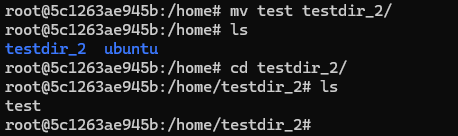 root@5c1263ae945b:/home# mv test testdir_2/
root@5c1263ae945b:/home# ls
testdir_2  ubuntu
root@5c1263ae945b:/home# cd testdir_2/
root@5c1263ae945b:/home/testdir_2# ls
test
root@5c1263ae945b:/home/testdir_2#